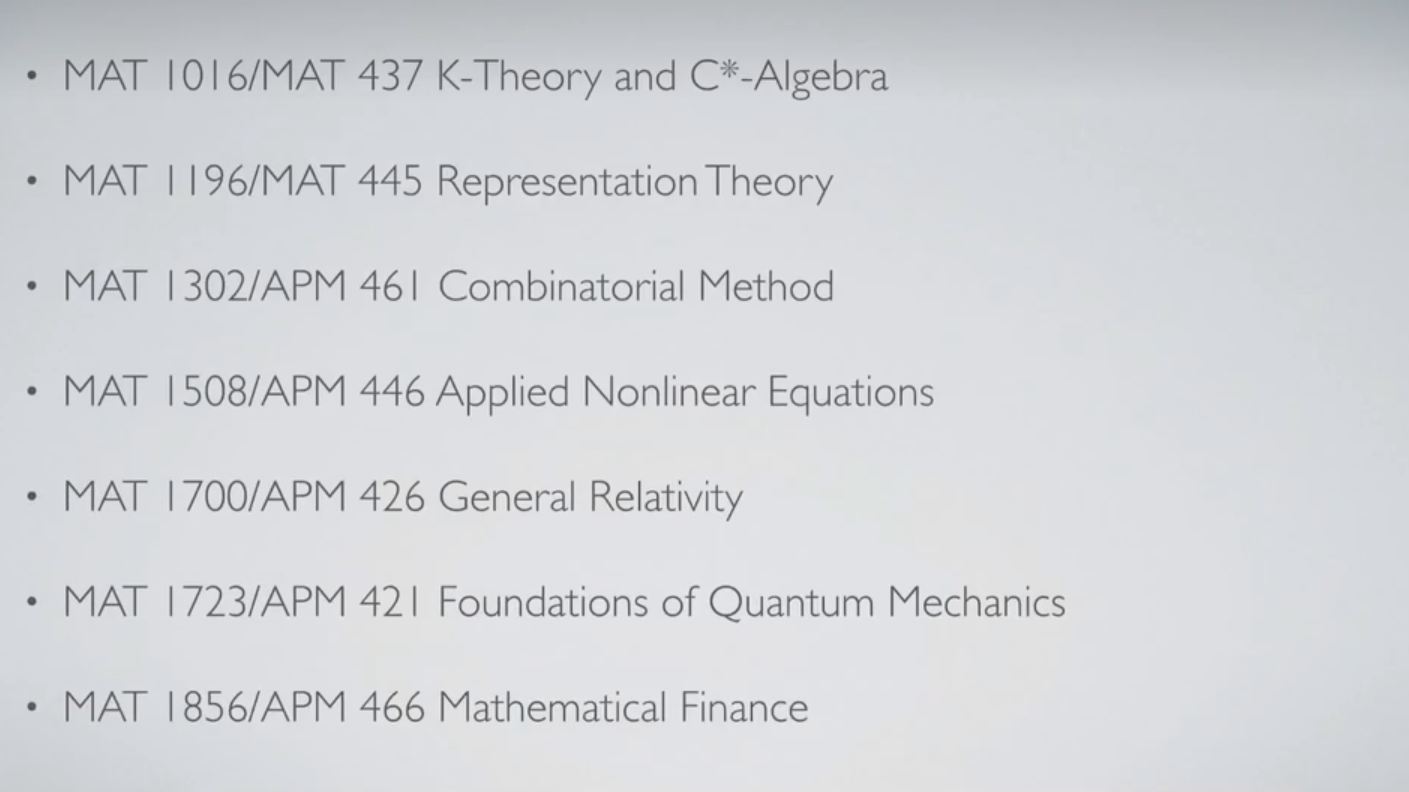 • MAT 1016/MAT 437 K-Theory and C*-Algebra
• MAT 1196/MAT 445 Representation Theory
• MAT 1302/APM 461 Combinatorial Method
• MAT 1508/APM 446 Applied Nonlinear Equations
• MAT 1700/APM 426 General Relativity
• MAT 1723/APM 421 Foundations of Quantum Mechanics
• MAT 1856/APM 466 Mathematical Finance